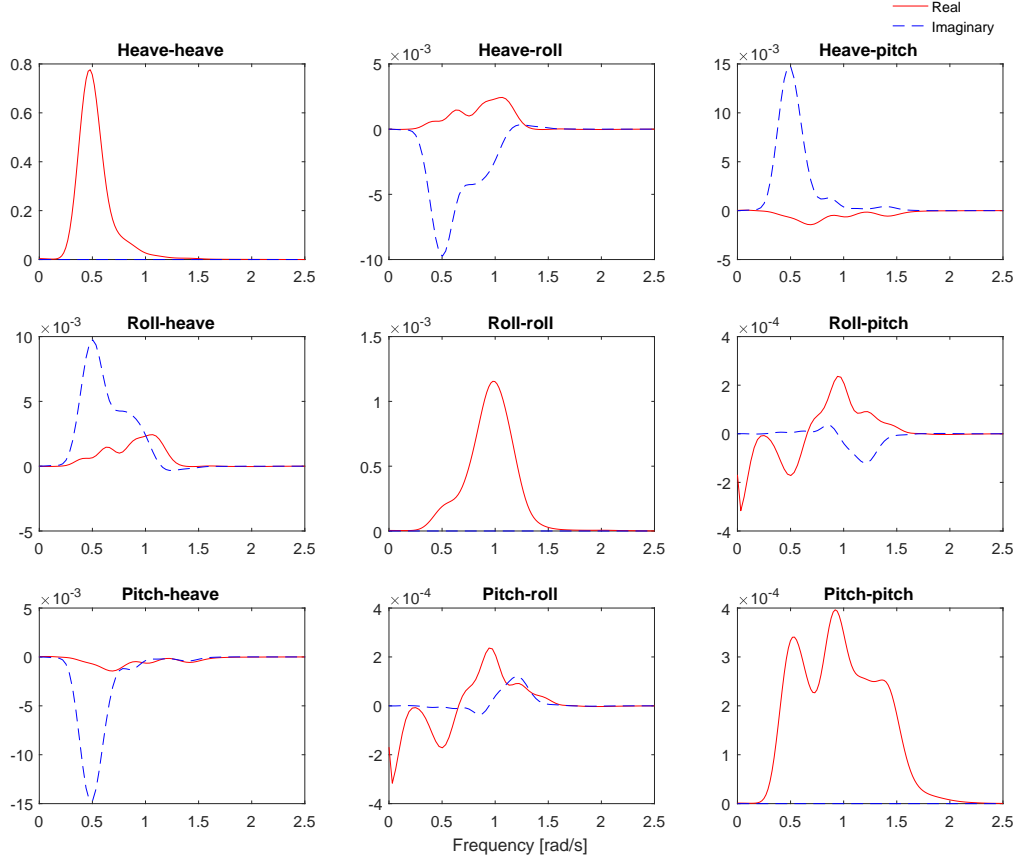 Real
Imaginary
Heave-heave
Heave-roll
Heave-pitch
0.8
0.6
0.4
0.2
0
0 0.5 1 1.5 2 2.5
×10⁻³
5
0
-5
-10
0 0.5 1 1.5 2 2.5
×10⁻³
15
10
5
0
-5
0 0.5 1 1.5 2 2.5
Roll-heave
Roll-roll
Roll-pitch
×10⁻³
10
5
0
-5
0 0.5 1 1.5 2 2.5
×10⁻³
1.5
1
0.5
0
0 0.5 1 1.5 2 2.5
×10⁻⁴
4
2
0
-2
-4
0 0.5 1 1.5 2 2.5
Pitch-heave
Pitch-roll
Pitch-pitch
×10⁻³
5
0
-5
-10
-15
0 0.5 1 1.5 2 2.5
×10⁻⁴
4
2
0
-2
-4
0 0.5 1 1.5 2 2.5
×10⁻⁴
4
3
2
1
0
0 0.5 1 1.5 2 2.5
Frequency [rad/s]